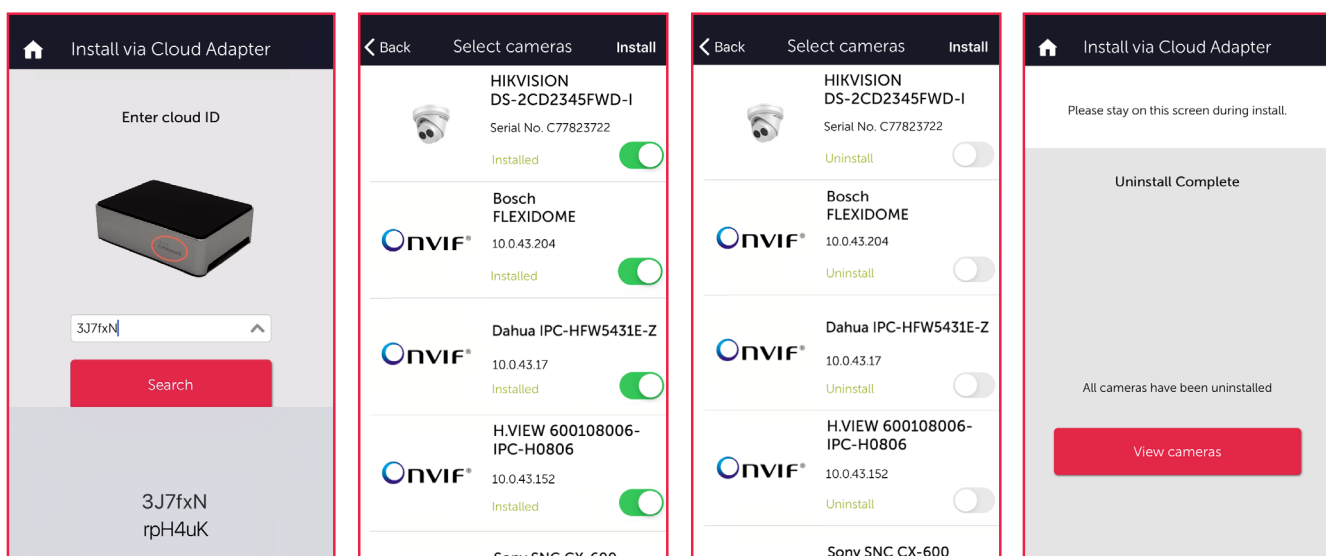 Install via Cloud Adapter
Enter cloud ID
3J7fxN
Search
3J7fxN
rpH4uK
Back Select cameras Install
HIKVISION
DS-2CD2345FWD-I
Serial No. C77823722
Installed
Bosch
FLEXIDOME
ONVIF®
10.0.43.204
Installed
Dahua IPC-HFW5431E-Z
ONVIF®
10.0.43.17
Installed
H.VIEW 600108006-
IPC-H0806
ONVIF®
10.0.43.152
Installed
Sony SNC CX-600
Back Select cameras Install
HIKVISION
DS-2CD2345FWD-I
Serial No. C77823722
Uninstall
Bosch
FLEXIDOME
ONVIF®
10.0.43.204
Uninstall
Dahua IPC-HFW5431E-Z
ONVIF®
10.0.43.17
Uninstall
H.VIEW 600108006-
IPC-H0806
ONVIF®
10.0.43.152
Uninstall
Sony SNC CX-600
Install via Cloud Adapter
Please stay on this screen during install.
Uninstall Complete
All cameras have been uninstalled
View cameras